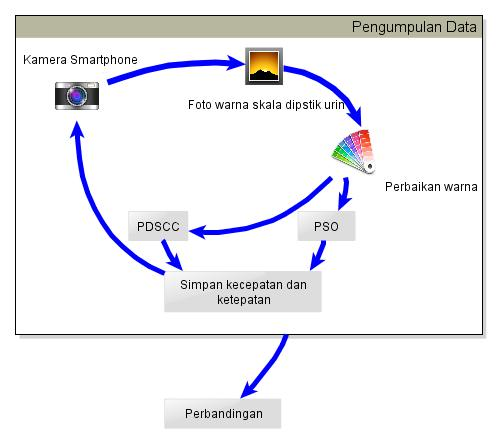 Pengumpulan Data
Kamera Smartphone
Foto warna skala dipstik urin
Perbaikan warna
PDSCC
PSO
Simpan kecepatan dan
ketepatan
Perbandingan